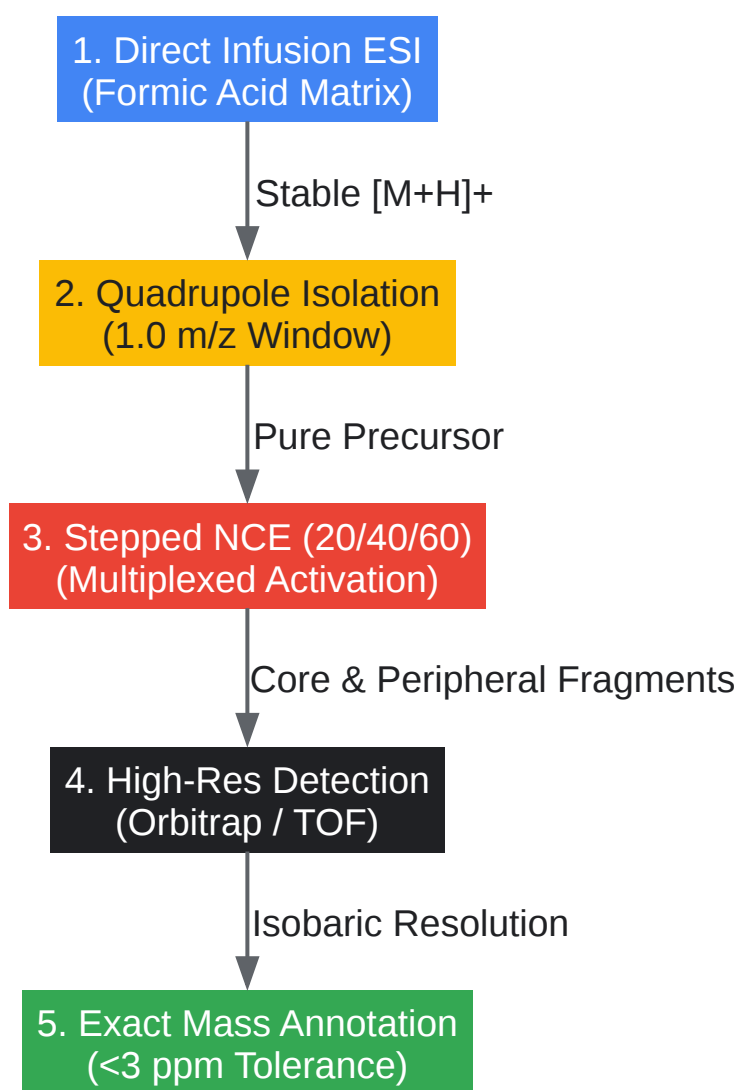 1. Direct Infusion ESI
(Formic Acid Matrix)
Stable [M+H]+
2. Quadrupole Isolation
(1.0 m/z Window)
Pure Precursor
3. Stepped NCE (20/40/60)
(Multiplexed Activation)
Core & Peripheral Fragments
4. High-Res Detection
(Orbitrap / TOF)
Isobaric Resolution
5. Exact Mass Annotation
(<3 ppm Tolerance)